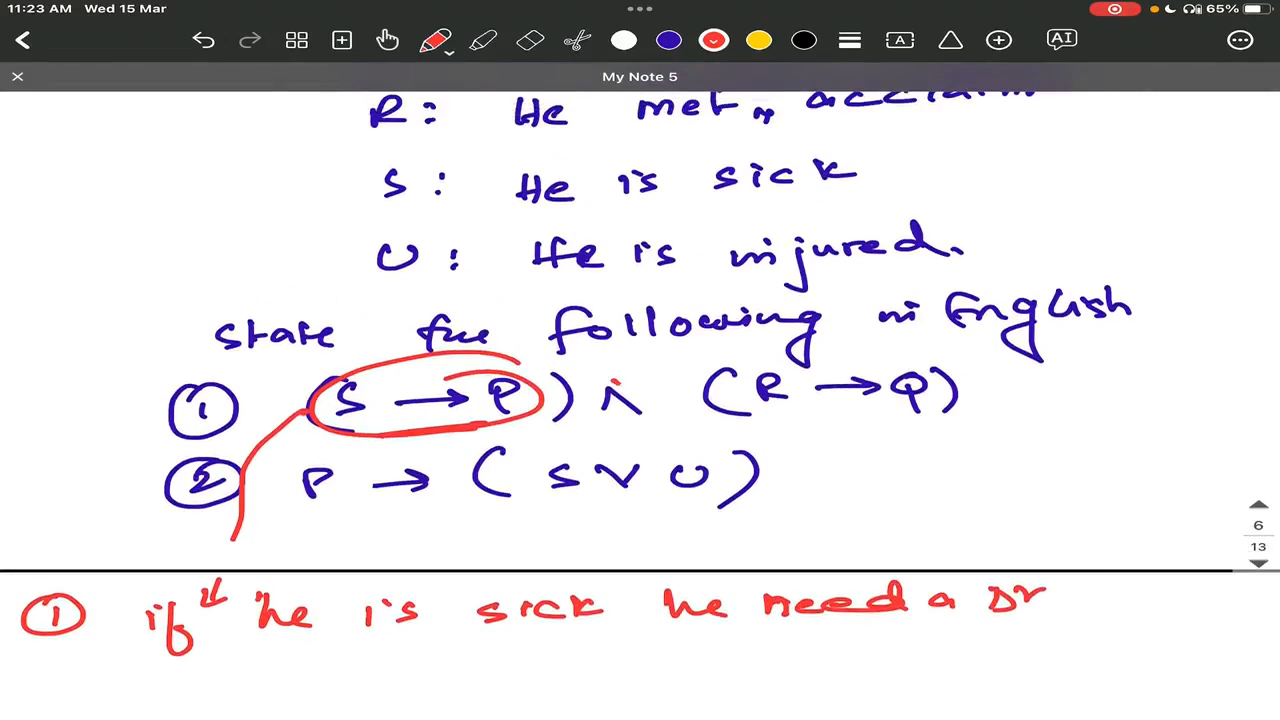 11:23 AM Wed 15 Mar
65%
A
AI
My Note 5
R: He met
S: He is sick
U: He is injured.
state the following in English
① (S → P) ∧ (R → Q)
② P → ( S ∨ U )
6
13
① if he is sick he need a Dr